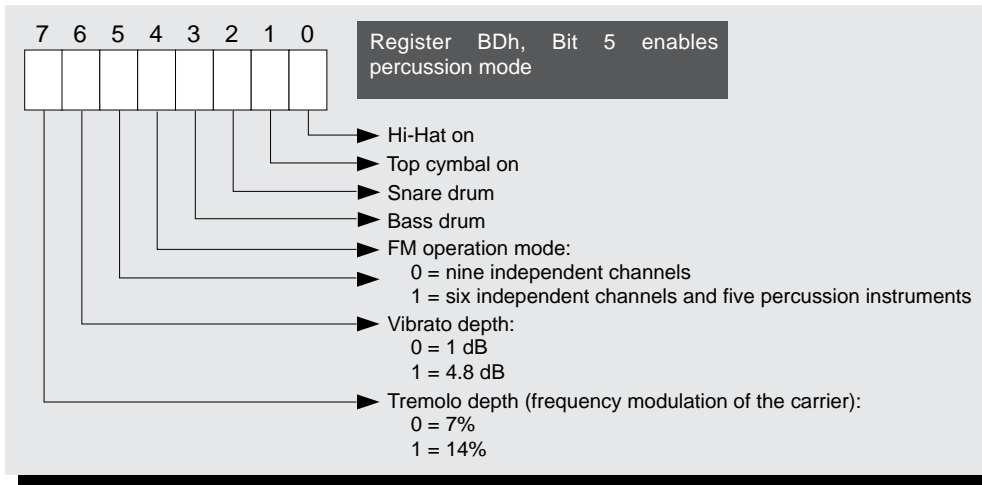 7 6 5 4 3 2 1 0
Register BDh, Bit 5 enables
percussion mode
Hi-Hat on
Top cymbal on
Snare drum
Bass drum
FM operation mode:
0 = nine independent channels
1 = six independent channels and five percussion instruments
Vibrato depth:
0 = 1 dB
1 = 4.8 dB
Tremolo depth (frequency modulation of the carrier):
0 = 7%
1 = 14%